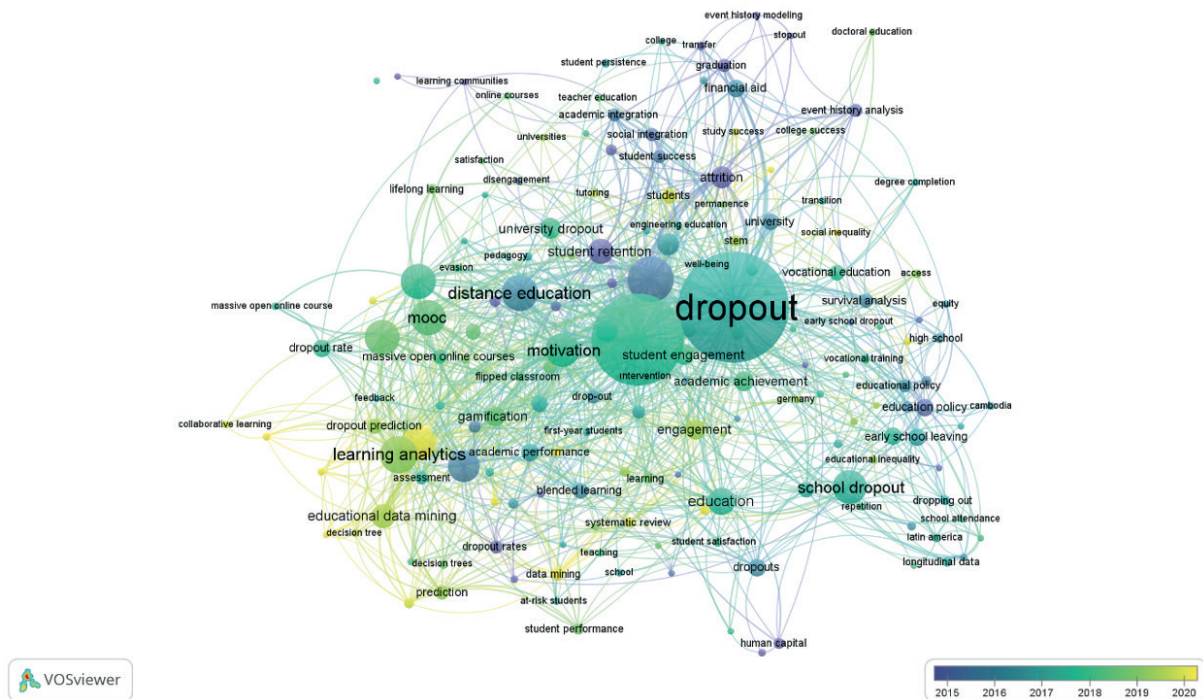 event history modeling
college
transfer
stopout
doctoral education
student persistence
graduation
learning communities
financial aid
online courses
teacher education
event history analysis
academic integration
universities
social integration
study success
college success
student success
satisfaction
disengagement
attrition
lifelong learning
tutoring
students
degree completion
permanence
transition
university dropout
engineering education
university
social inequality
stem
student retention
pedagogy
evasion
well-being
vocational education
access
distance education
massive open online course
dropout
survival analysis
equity
mooc
early school dropout
high school
dropout rate
massive open online courses
motivation
student engagement
vocational training
flipped classroom
intervention
academic achievement
germany
educational policy
feedback
drop-out
education policy
cambodia
gamification
collaborative learning
dropout prediction
first-year students
engagement
early school leaving
learning analytics
academic performance
educational inequality
assessment
learning
blended learning
school dropout
dropping out
education
repetition
educational data mining
systematic review
school attendance
decision tree
latin america
student satisfaction
dropout rates
teaching
decision trees
data mining
school
dropouts
longitudinal data
prediction
at-risk students
student performance
human capital
VOSviewer
2015 2016 2017 2018 2019 2020